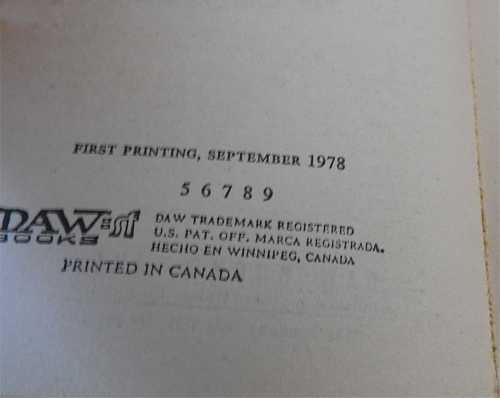 FIRST PRINTING, SEPTEMBER 1978
5 6 7 8 9
DAW sf
BOOKS
DAW TRADEMARK REGISTERED
U.S. PAT. OFF. MARCA REGISTRADA.
HECHO EN WINNIPEG, CANADA
PRINTED IN CANADA